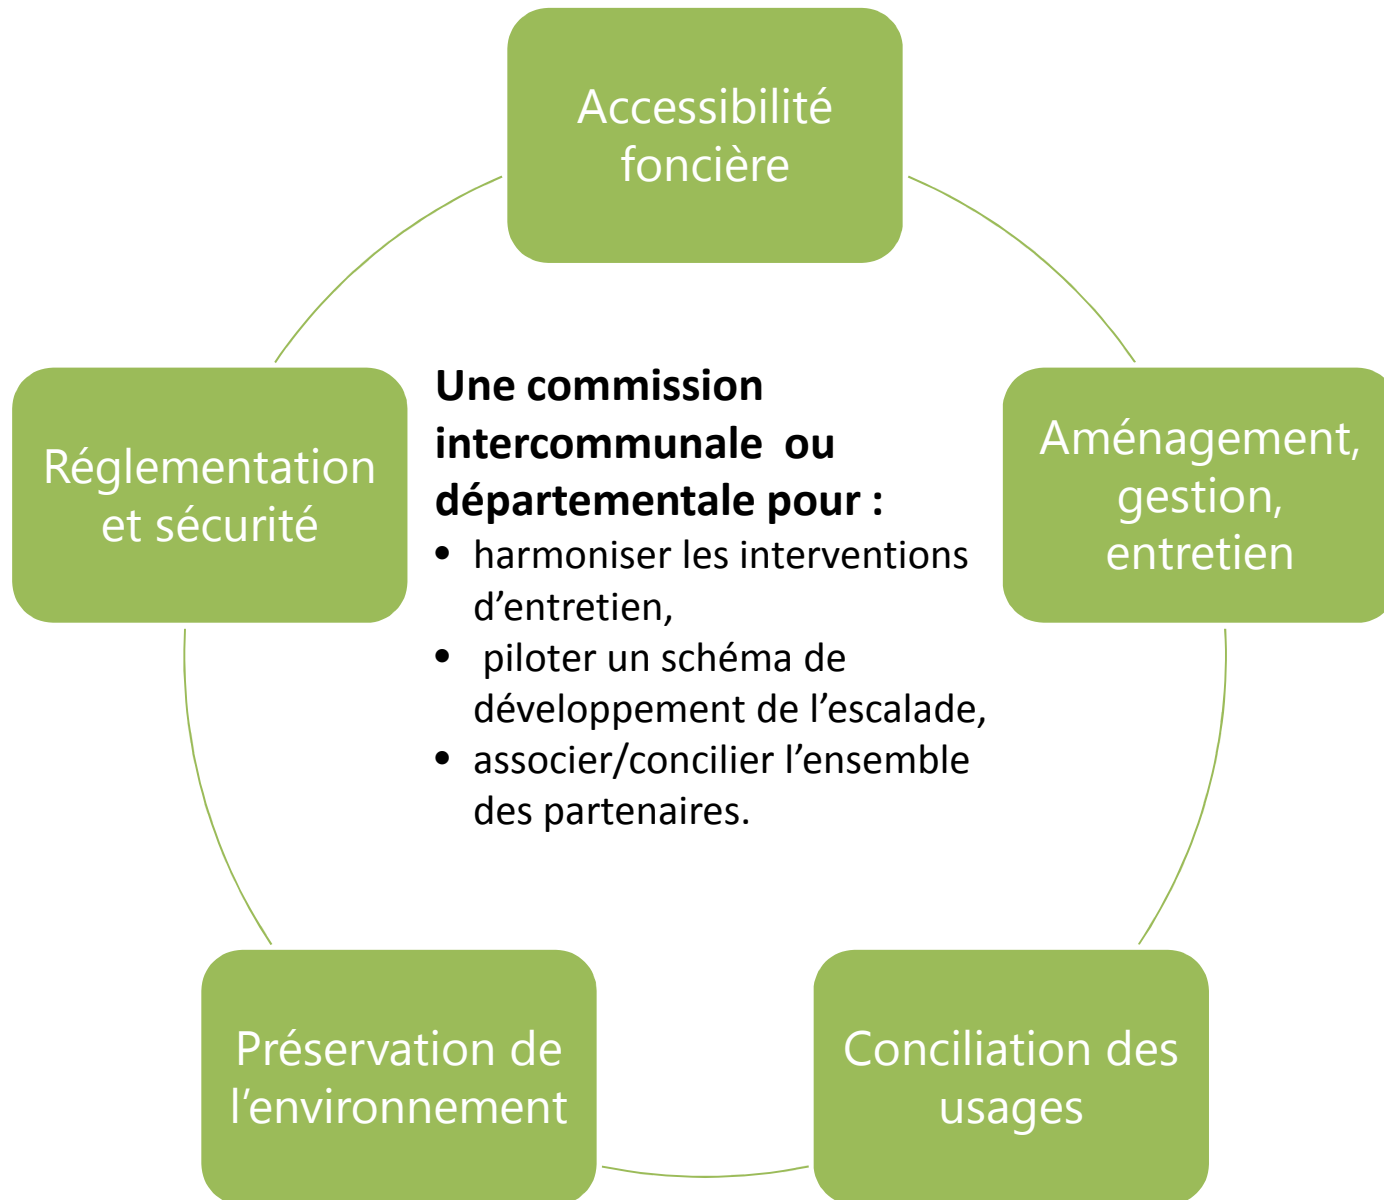 Accessibilité
foncière
Réglementation
et sécurité
Une commission
intercommunale  ou
départementale pour :
• harmoniser les interventions
d’entretien,
•  piloter un schéma de
développement de l’escalade,
• associer/concilier l’ensemble
des partenaires.
Aménagement,
gestion,
entretien
Préservation de
l’environnement
Conciliation des
usages